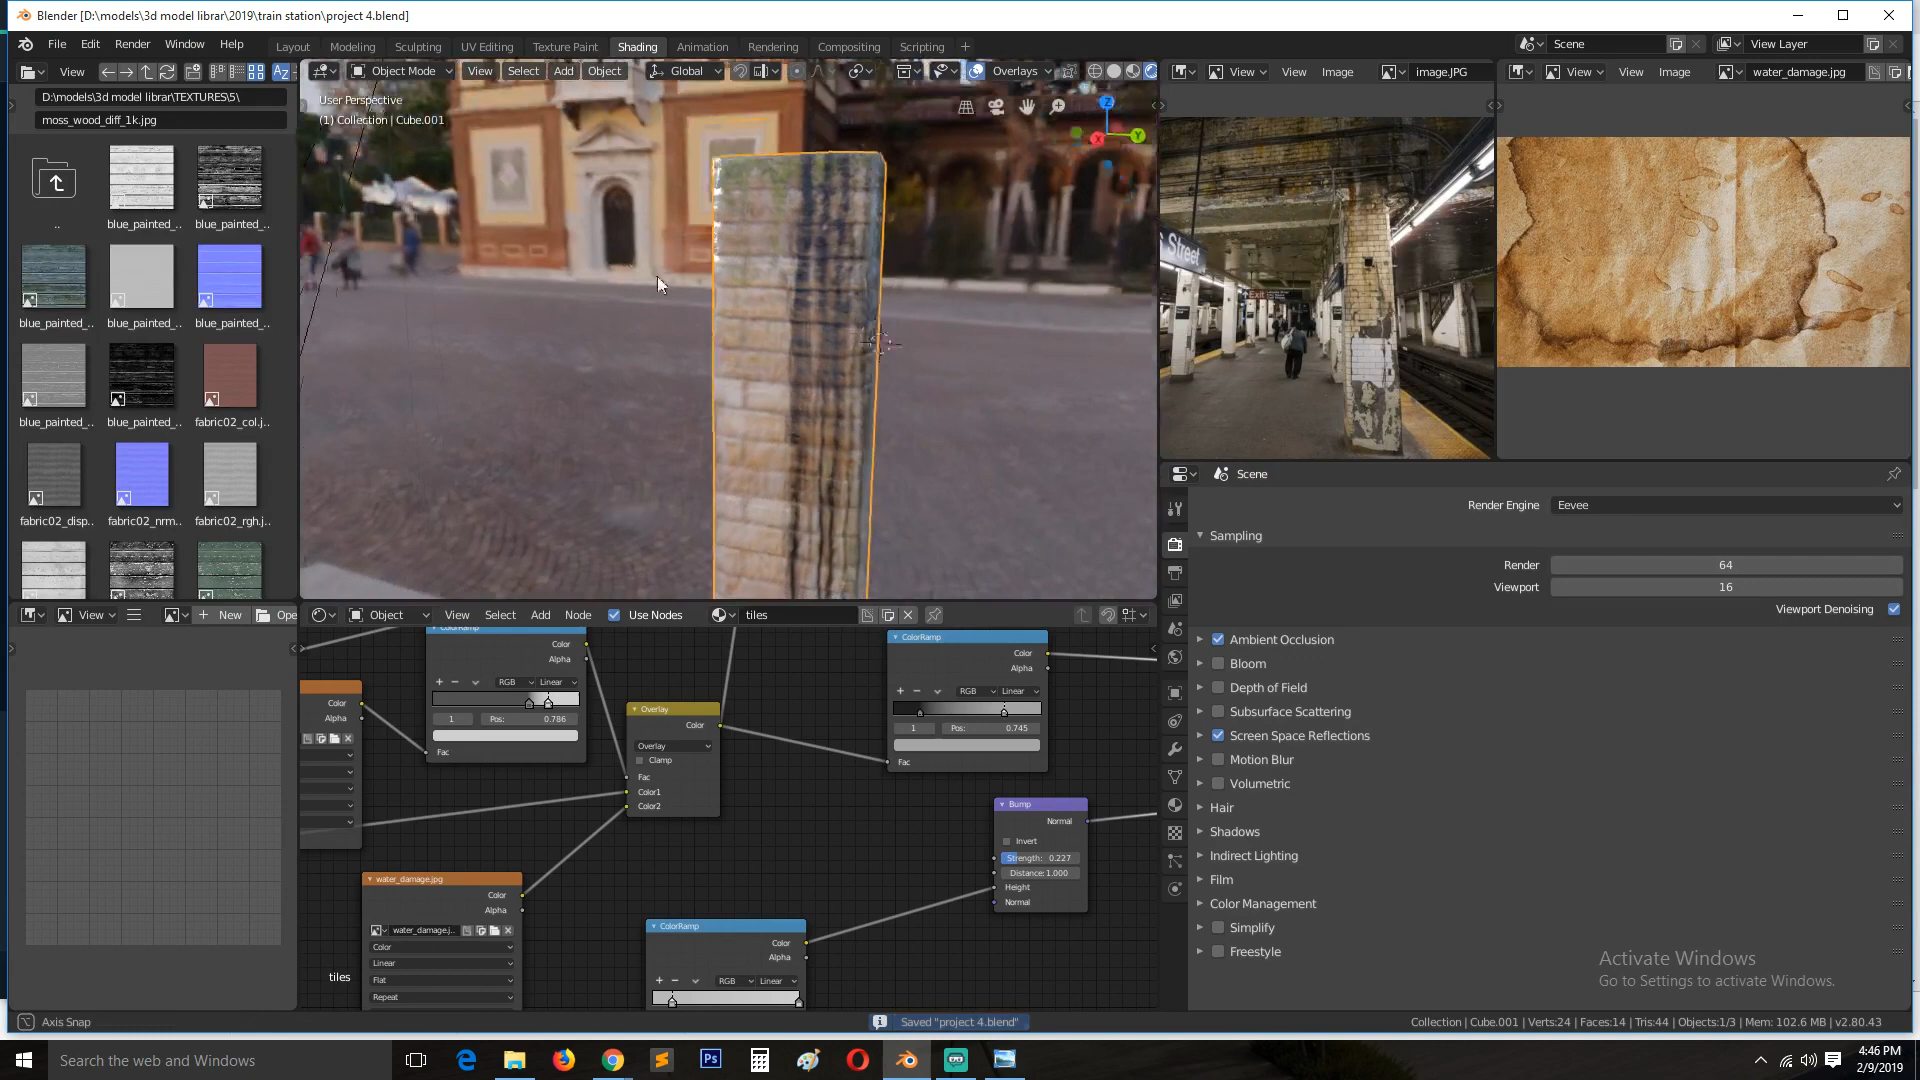 Blender [D:\models\3d model librar\2019\train station\project 4.blend]
File Edit Render Window Help
Layout Modeling Sculpting UV Editing Texture Paint Shading Animation Rendering Compositing Scripting +
Scene
View Layer
View
Object Mode View Select Add Object Global Overlays
View View Image image.JPG
View View Image water_damage.jpg
D:\models\3d model librar\TEXTURES\5\
moss_wood_diff_1k.jpg
User Perspective
(1) Collection | Cube.001
..
blue_painted_..
blue_painted_..
blue_painted_..
blue_painted_..
blue_painted_..
blue_painted_..
blue_painted_..
fabric02_col.j..
fabric02_disp..
fabric02_nrm..
fabric02_rgh.j..
Z
X
Y
Street
Exit
Scene
Render Engine Eevee
Sampling
Render 64
Viewport 16
Viewport Denoising
Ambient Occlusion
Bloom
Depth of Field
Subsurface Scattering
Screen Space Reflections
Motion Blur
Volumetric
Hair
Shadows
Indirect Lighting
Film
Color Management
Simplify
Freestyle
View + New Ope
Object View Select Add Node Use Nodes tiles
ColorRamp
Color
Alpha
RGB Linear
1 Pos: 0.786
Fac
Color
Alpha
Overlay
Color
Overlay
Clamp
Fac
Color1
Color2
ColorRamp
Color
Alpha
RGB Linear
1 Pos: 0.745
Fac
Bump
Normal
Invert
Strength: 0.227
Distance: 1.000
Height
Normal
water_damage.jpg
Color
Alpha
water_damage.j..
Color
Linear
Flat
Repeat
ColorRamp
Color
Alpha
RGB Linear
tiles
Activate Windows
Go to Settings to activate Windows.
Axis Snap
Saved "project 4.blend"
Collection | Cube.001 | Verts:24 | Faces:14 | Tris:44 | Objects:1/3 | Mem: 102.6 MB | v2.80.43
Search the web and Windows
4:46 PM
2/9/2019